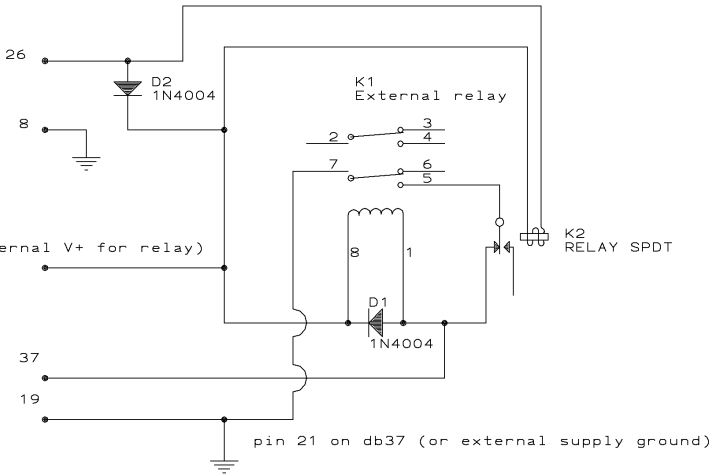 26
D2
1N4004
K1
External relay
8
3
2
4
7
6
5
ernal V+ for relay)
K2
RELAY SPDT
8
1
D1
1N4004
37
19
pin 21 on db37 (or external supply ground)